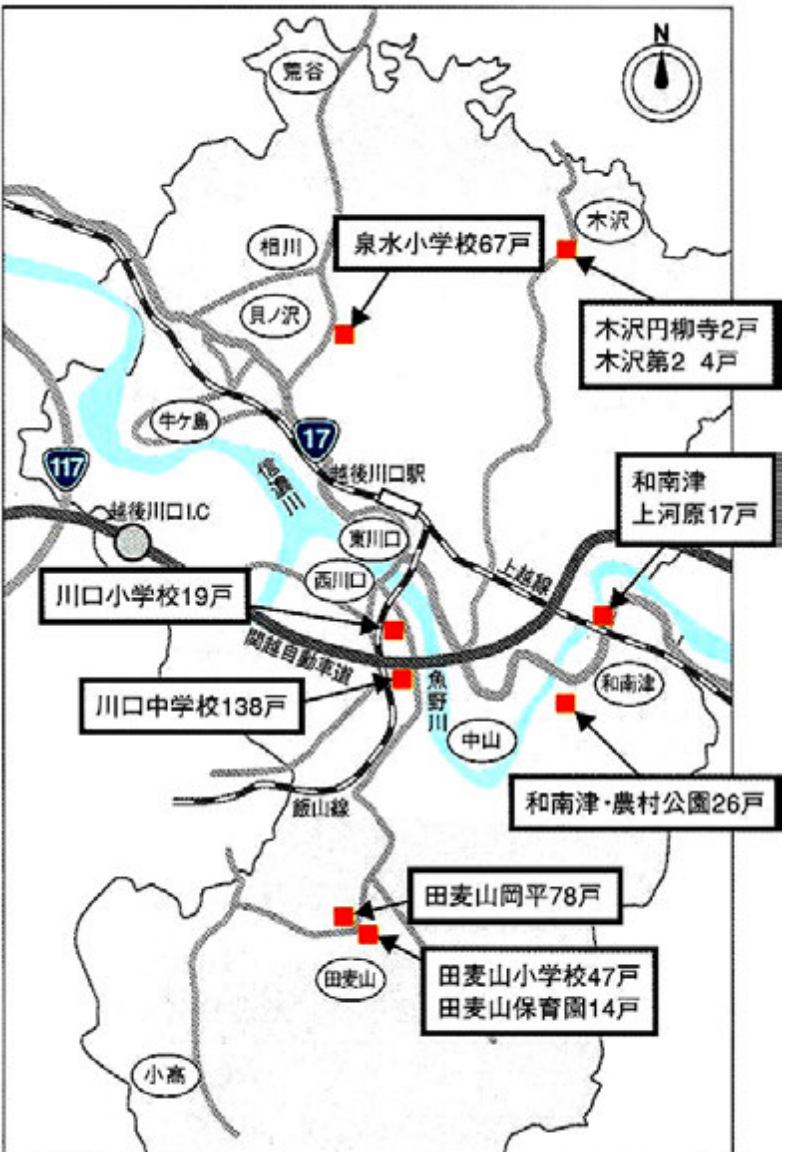 N
荒谷
木沢
相川
泉水小学校67戸
貝ノ沢
木沢円柳寺2戸
木沢第2 4戸
牛ケ島
17
117
信濃川
越後川口駅
和南津
上河原17戸
越後川口I.C
東川口
西川口
上越線
川口小学校19戸
関越自動車道
魚野川
和南津
川口中学校138戸
中山
和南津・農村公園26戸
飯山線
田麦山岡平78戸
田麦山
田麦山小学校47戸
田麦山保育園14戸
小高